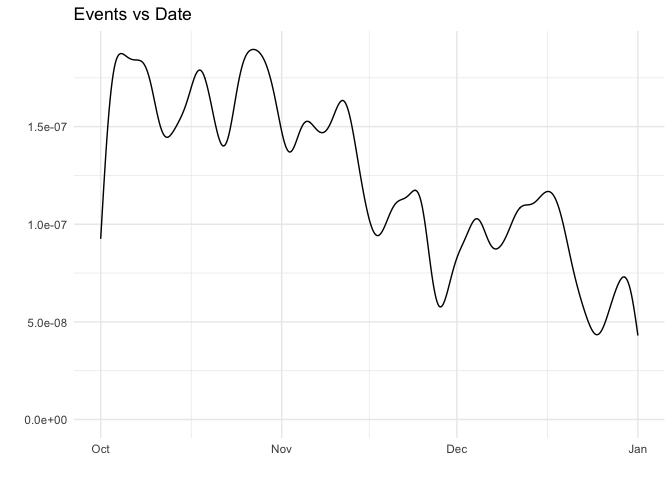 Events vs Date
1.5e-07
1.0e-07
5.0e-08
0.0e+00
Oct Nov Dec Jan